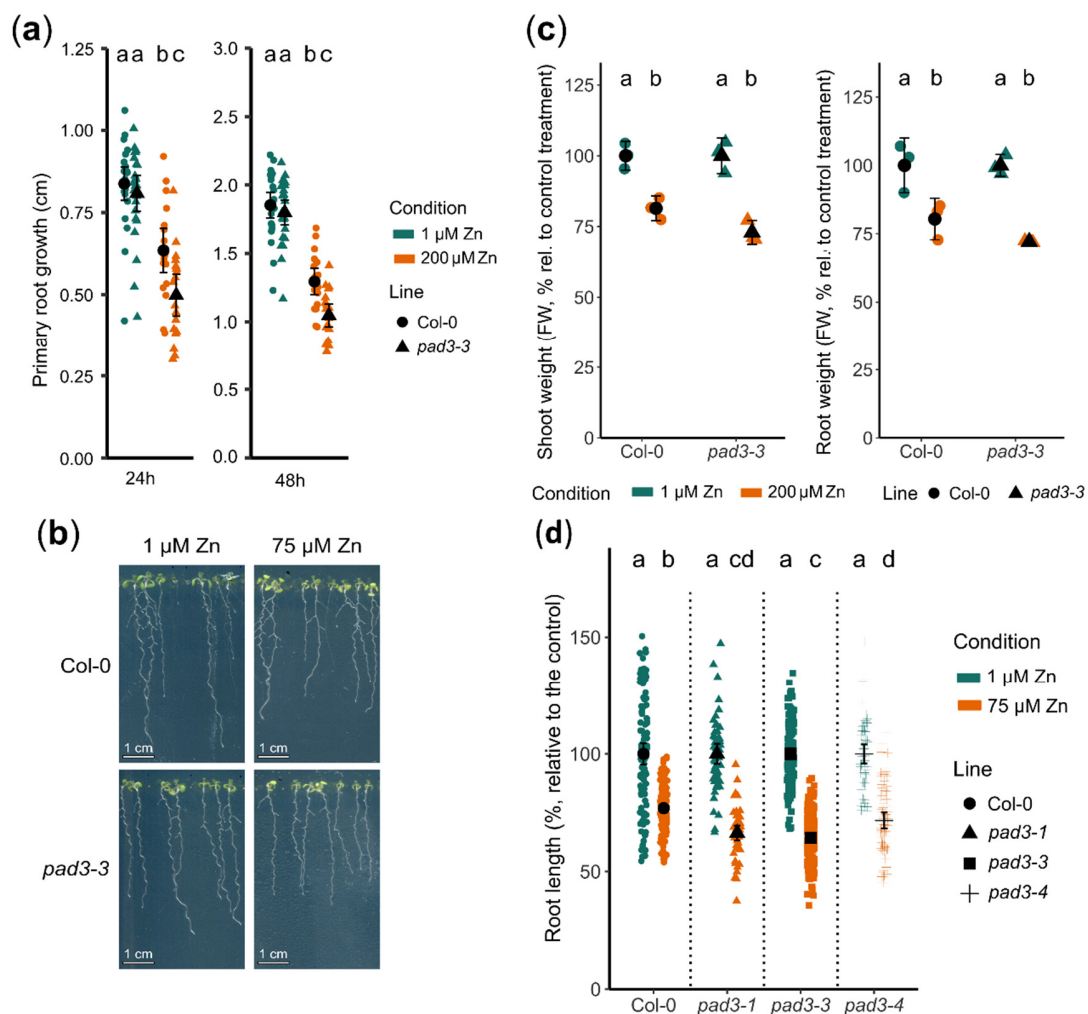 (a)
Primary root growth (cm)
1.25
1.00
0.75
0.50
0.25
0.00
aa bc
24h
3.0
2.5
2.0
1.5
1.0
0.5
0.0
aa bc
48h
Condition
1 µM Zn
200 µM Zn
Line
Col-0
pad3-3
(b)
1 µM Zn 75 µM Zn
Col-0
1 cm 1 cm
pad3-3
1 cm 1 cm
(c)
Shoot weight (FW, % rel. to control treatment)
125
100
75
50
25
0
a b a b
Col-0 pad3-3
Root weight (FW, % rel. to control treatment)
125
100
75
50
25
0
a b a b
Col-0 pad3-3
Condition 1 µM Zn 200 µM Zn Line Col-0 pad3-3
(d)
Root length (%, relative to the control)
150
100
50
0
a b a cd a c a d
Col-0 pad3-1 pad3-3 pad3-4
Condition
1 µM Zn
75 µM Zn
Line
Col-0
pad3-1
pad3-3
pad3-4